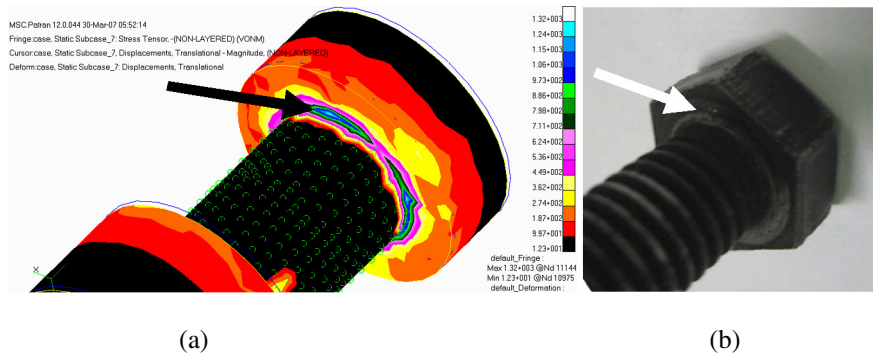 MSC.Patran 12.0.044 30-Mar-07 05:52:14
Fringe:case, Static Subcase_7: Stress Tensor, -(NON-LAYERED) (VONM)
Cursor:case, Static Subcase_7, Displacements, Translational - Magnitude, (NON-LAYERED)
Deform:case, Static Subcase_7: Displacements, Translational
1.32+003
1.24+003
1.15+003
1.06+003
9.73+002
8.86+002
7.98+002
7.11+002
6.24+002
5.36+002
4.49+002
3.62+002
2.74+002
1.87+002
9.97+001
1.23+001
default_Fringe :
Max 1.32+003 @Nd 11144
Min 1.23+001 @Nd 10975
default_Deformation :
X
(a)
(b)